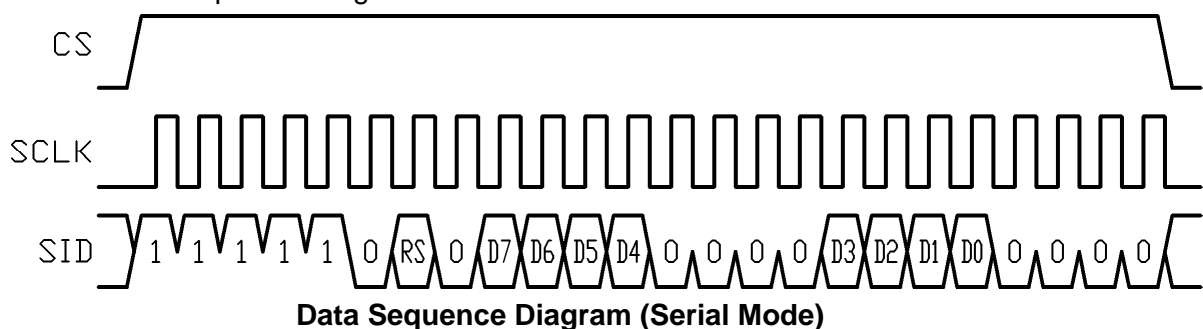 CS
SCLK
SID 1 1 1 1 1 0 RS 0 D7 D6 D5 D4 0 0 0 0 D3 D2 D1 D0 0 0 0 0
Data Sequence Diagram (Serial Mode)